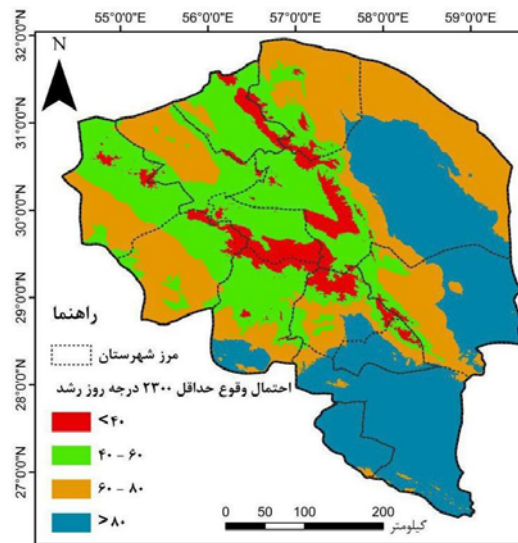 55°0'0"N 56°0'0"N 57°0'0"N 58°0'0"N 59°0'0"N
N
32°0'0"N
31°0'0"N
30°0'0"N
29°0'0"N
28°0'0"N
27°0'0"N
راهنما
مرز شهرستان
احتمال وقوع حداقل ۲۳۰۰ درجه روز رشد
<۴۰
۴۰ - ۶۰
۶۰ - ۸۰
>۸۰
0 50 100 200
کیلومتر